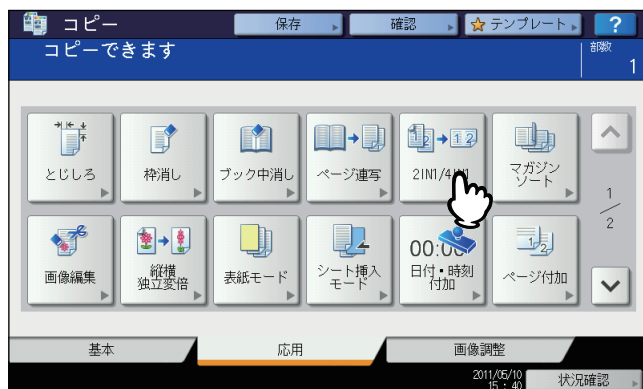 コピー
保存
確認
テンプレート
?
コピーできます
部数
1
とじしろ
枠消し
ブック中消し
ページ連写
2IN1/4IN1
マガジン
ソート
1
2
画像編集
縦横
独立変倍
表紙モード
シート挿入
モード
00:00
日付・時刻
付加
ページ付加
基本
応用
画像調整
2011/05/10
15:40
状況確認